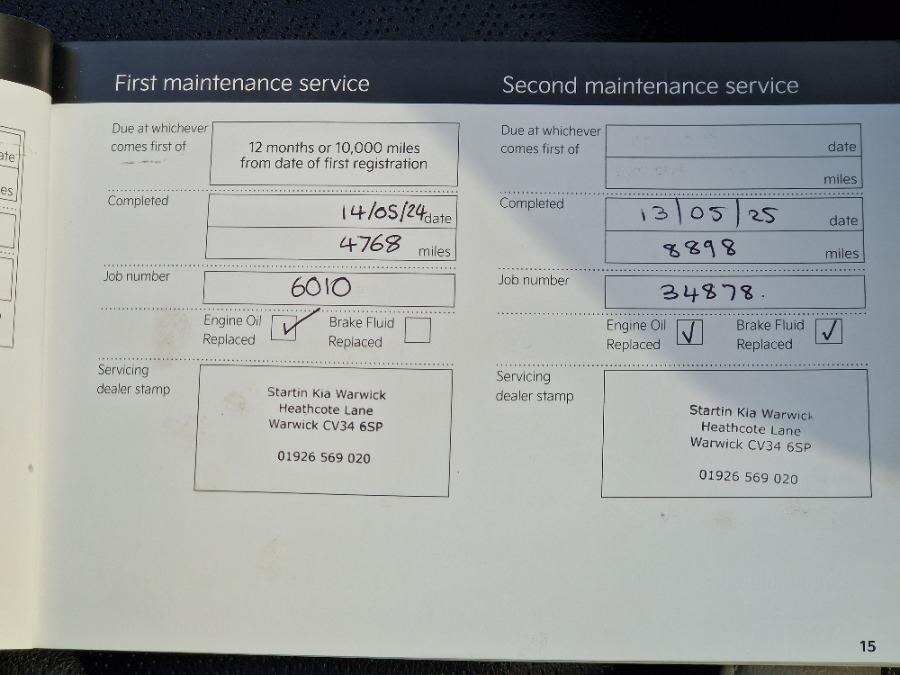 First maintenance service
Due at whichever
comes first of
12 months or 10,000 miles
from date of first registration
Completed
14/05/24 date
4768 miles
Job number
6010
Engine Oil
Replaced
Brake Fluid
Replaced
Servicing
dealer stamp
Startin Kia Warwick
Heathcote Lane
Warwick CV34 6SP
01926 569 020
Second maintenance service
Due at whichever
comes first of
date
miles
Completed
13/05/25 date
8898 miles
Job number
34878.
Engine Oil
Replaced
Brake Fluid
Replaced
Servicing
dealer stamp
Startin Kia Warwick
Heathcote Lane
Warwick CV34 6SP
01926 569 020
15